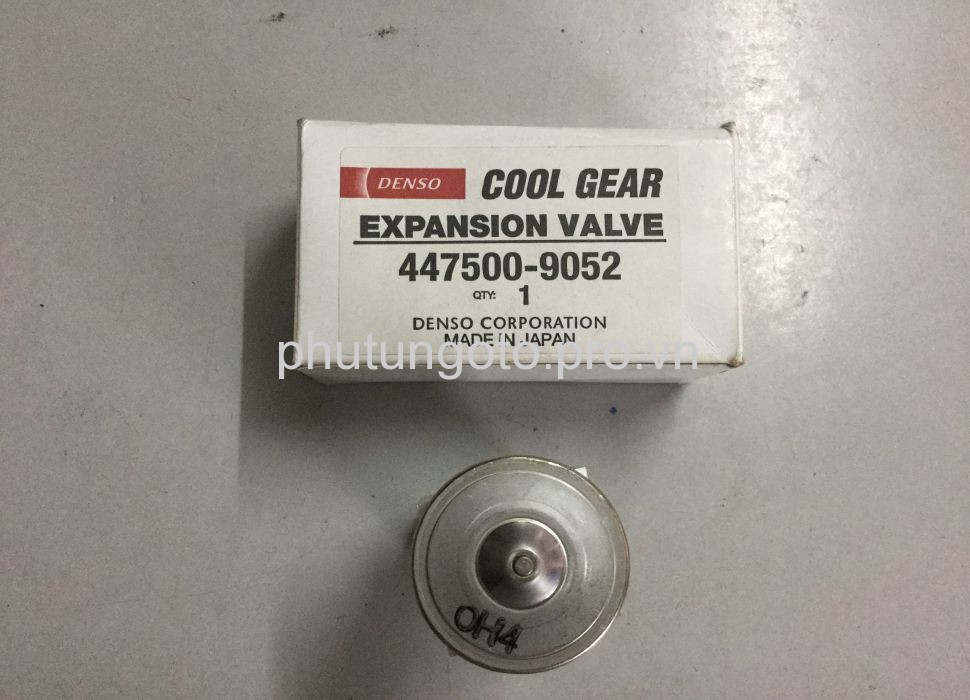 DENSO COOL GEAR
EXPANSION VALVE
447500-9052
QTY: 1
DENSO CORPORATION
MADE IN JAPAN
phutungoto.pro.vn
OH14